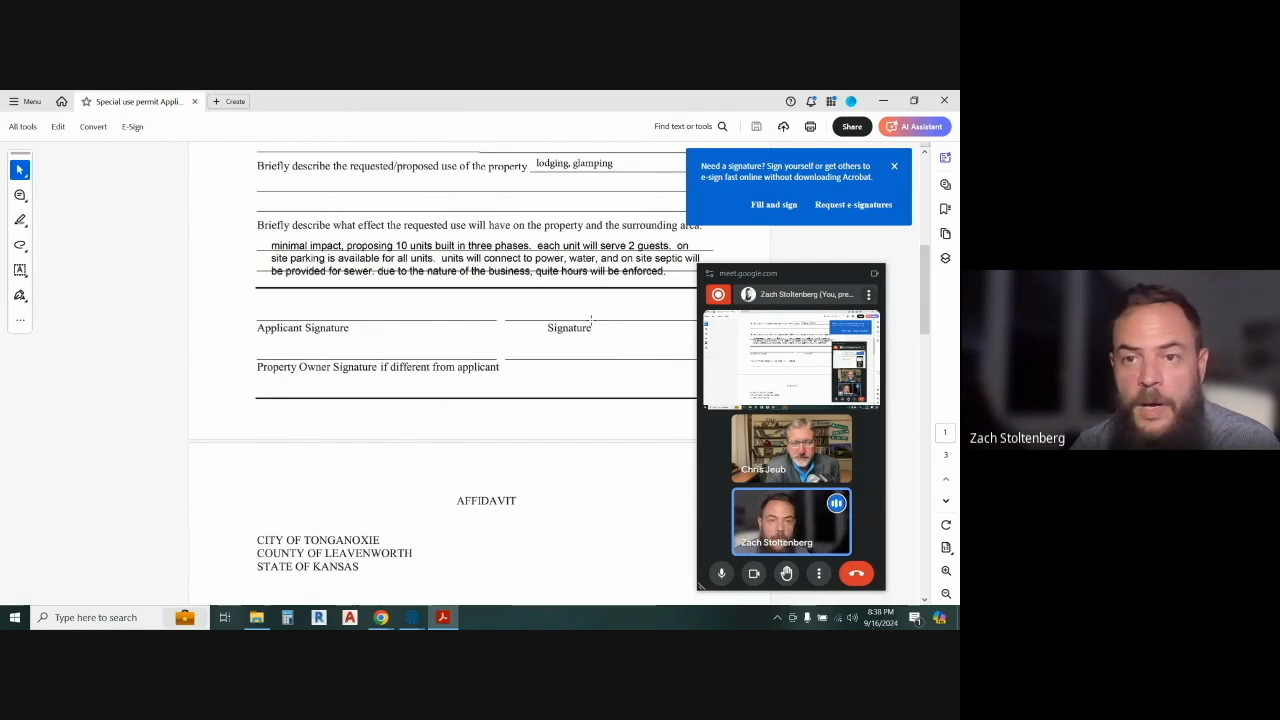 Menu
Special use permit Appli...
Create
All tools
Edit
Convert
E-Sign
Find text or tools
Share
AI Assistant
Briefly describe the requested/proposed use of the property
lodging, glamping
Need a signature? Sign yourself or get others to
e-sign fast online without downloading Acrobat.
Fill and sign
Request e-signatures
Briefly describe what effect the requested use will have on the property and the surrounding area.
minimal impact, proposing 10 units built in three phases. each unit will serve 2 guests. on
site parking is available for all units. units will connect to power, water, and on site septic will
be provided for sewer. due to the nature of the business, quite hours will be enforced.
Applicant Signature
Signature
Property Owner Signature if different from applicant
AFFIDAVIT
CITY OF TONGANOXIE
COUNTY OF LEAVENWORTH
STATE OF KANSAS
meet.google.com
Zach Stoltenberg (You, pre...
Chris Jeub
Zach Stoltenberg
1
3
Zach Stoltenberg
Type here to search
8:38 PM
9/16/2024